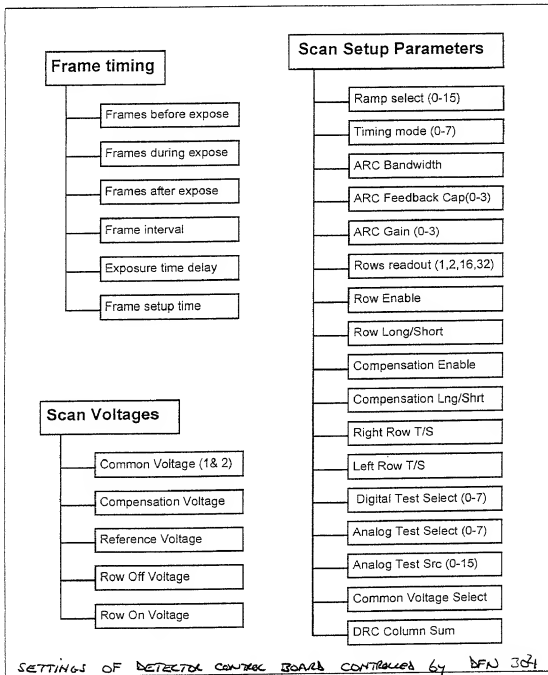 Frame timing
Frames before expose
Frames during expose
Frames after expose
Frame interval
Exposure time delay
Frame setup time
Scan Voltages
Common Voltage (1& 2)
Compensation Voltage
Reference Voltage
Row Off Voltage
Row On Voltage
Scan Setup Parameters
Ramp select (0-15)
Timing mode (0-7)
ARC Bandwidth
ARC Feedback Cap(0-3)
ARC Gain (0-3)
Rows readout (1,2,16,32)
Row Enable
Row Long/Short
Compensation Enable
Compensation Lng/Shrt
Right Row T/S
Left Row T/S
Digital Test Select (0-7)
Analog Test Select (0-7)
Analog Test Src (0-15)
Common Voltage Select
DRC Column Sum
SETTINGS OF DETECTOR CONTROL BOARD CONTROLLED by DFN